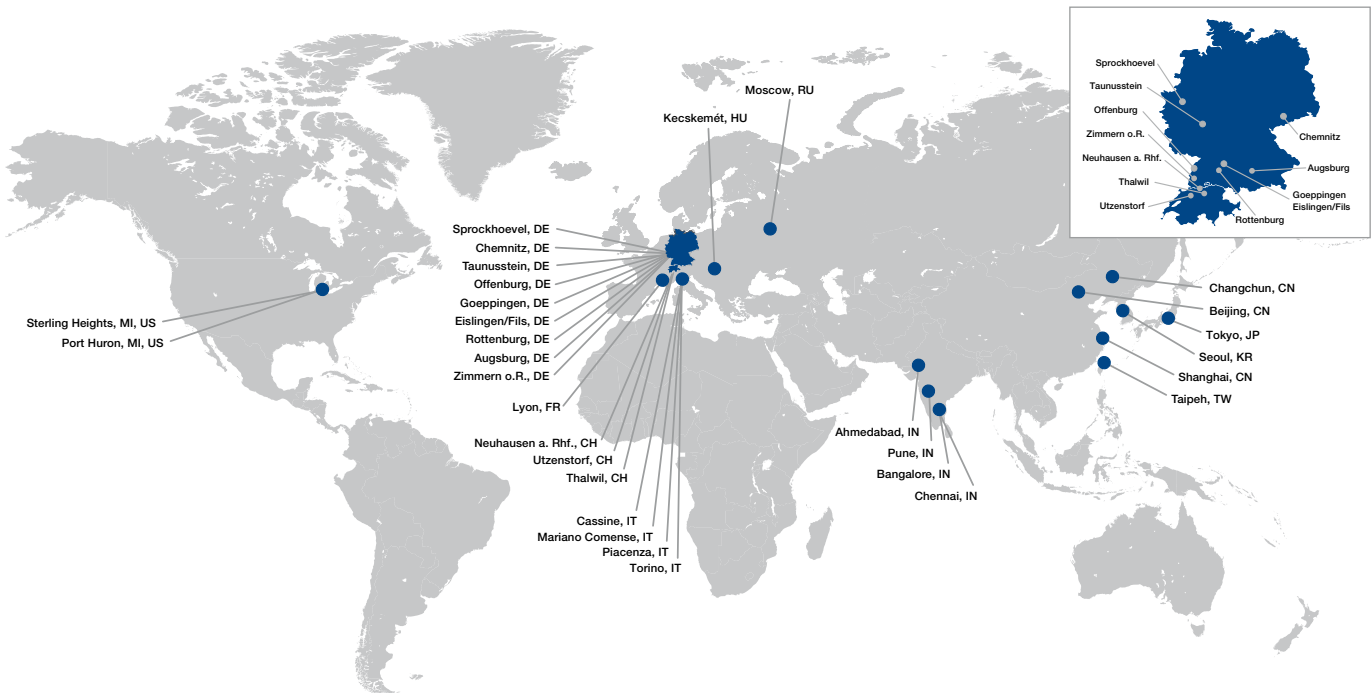 Moscow, RU
Kecskemét, HU
Sprockhoevel, DE
Chemnitz, DE
Taunusstein, DE
Offenburg, DE
Goeppingen, DE
Eislingen/Fils, DE
Rottenburg, DE
Augsburg, DE
Zimmern o.R., DE
Lyon, FR
Neuhausen a. Rhf., CH
Utzenstorf, CH
Thalwil, CH
Cassine, IT
Mariano Comense, IT
Piacenza, IT
Torino, IT
Sterling Heights, MI, US
Port Huron, MI, US
Ahmedabad, IN
Pune, IN
Bangalore, IN
Chennai, IN
Changchun, CN
Beijing, CN
Tokyo, JP
Seoul, KR
Shanghai, CN
Taipeh, TW
Sprockhoevel
Taunusstein
Offenburg
Zimmern o.R.
Neuhausen a. Rhf.
Thalwil
Utzenstorf
Chemnitz
Augsburg
Goeppingen
Eislingen/Fils
Rottenburg